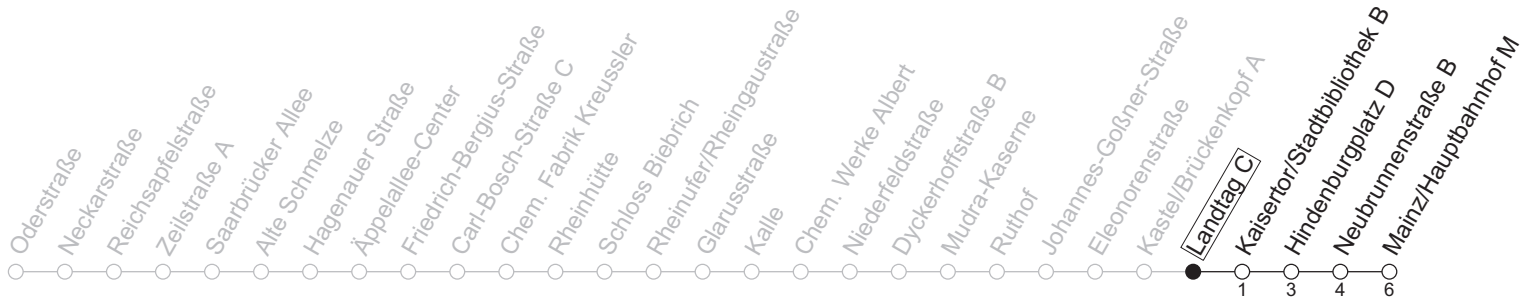 Oderstraße
Neckarstraße
Reichsapfelstraße
Zeilstraße A
Saarbrücker Allee
Alte Schmelze
Hagenauer Straße
Äppelallee-Center
Friedrich-Bergius-Straße
Carl-Bosch-Straße C
Chem. Fabrik Kreussler
Rheinhütte
Schloss Biebrich
Rheinufer/Rheingaustraße
Glarusstraße
Kalle
Chem. Werke Albert
Niederfeldstraße
Dyckerhoffstraße B
Mudra-Kaserne
Ruthof
Johannes-Goßner-Straße
Eleonorenstraße
Kastel/Brückenkopf A
Landtag C
Kaisertor/Stadtbibliothek B
Hindenburgplatz D
Neubrunnenstraße B
Mainz/Hauptbahnhof M
1 3 4 6